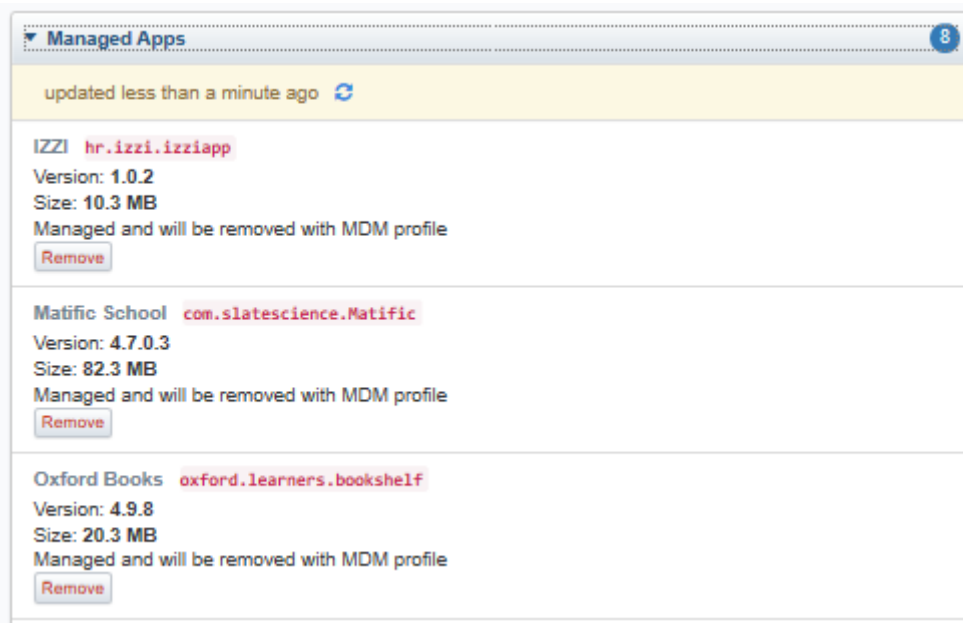 Managed Apps 8
updated less than a minute ago
IZZI hr.izzi.izziapp
Version: 1.0.2
Size: 10.3 MB
Managed and will be removed with MDM profile
Remove
Matific School com.slatescience.Matific
Version: 4.7.0.3
Size: 82.3 MB
Managed and will be removed with MDM profile
Remove
Oxford Books oxford.learners.bookshelf
Version: 4.9.8
Size: 20.3 MB
Managed and will be removed with MDM profile
Remove